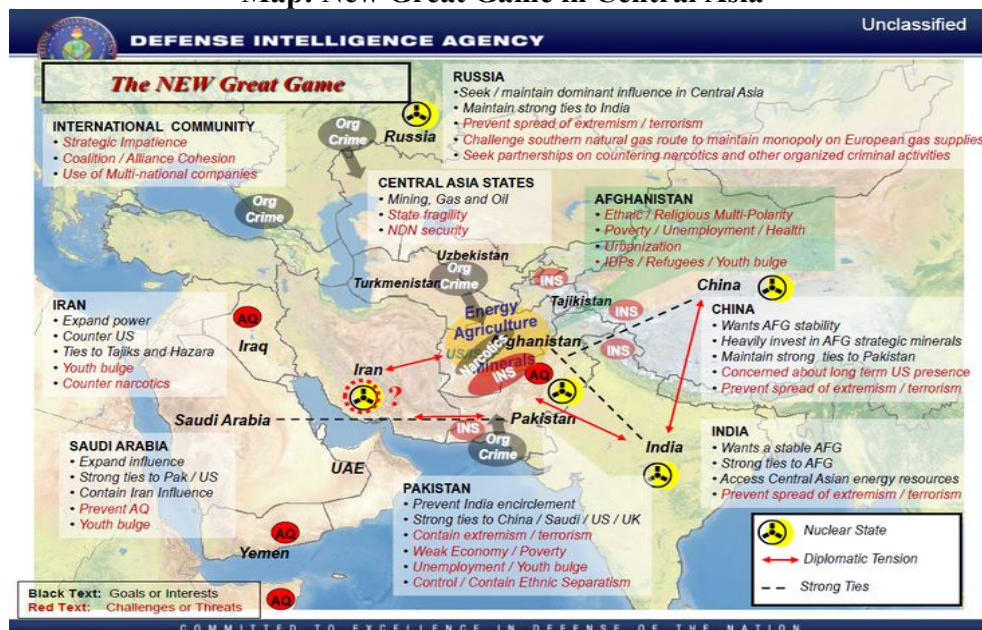 Map: New Great Game in Central Asia
Unclassified
DEFENSE INTELLIGENCE AGENCY
The NEW Great Game
RUSSIA
•Seek / maintain dominant influence in Central Asia
• Maintain strong ties to India
• Prevent spread of extremism / terrorism
• Challenge southern natural gas route to maintain monopoly on European gas supplies
• Seek partnerships on countering narcotics and other organized criminal activities
Org
Crime
Russia
INTERNATIONAL COMMUNITY
• Strategic Impatience
• Coalition / Alliance Cohesion
• Use of Multi-national companies
Org
Crime
CENTRAL ASIA STATES
• Mining, Gas and Oil
• State fragility
• NDN security
AFGHANISTAN
• Ethnic / Religious Multi-Polarity
• Poverty / Unemployment / Health
• Urbanization
• IDPs / Refugees / Youth bulge
Uzbekistan
Org
Crime
Turkmenistan
INS
Tajikistan
INS
INS
China
CHINA
• Wants AFG stability
• Heavily invest in AFG strategic minerals
• Maintain strong ties to Pakistan
• Concerned about long term US presence
• Prevent spread of extremism / terrorism
IRAN
• Expand power
• Counter US
• Ties to Tajiks and Hazara
• Youth bulge
• Counter narcotics
AQ
Iraq
Energy
Agriculture
Afghanistan
Narcotics
Minerals
INS
AQ
Iran
?
Saudi Arabia
Pakistan
INS
Org
Crime
India
INDIA
• Wants a stable AFG
• Strong ties to AFG
• Access Central Asian energy resources
• Prevent spread of extremism / terrorism
SAUDI ARABIA
• Expand influence
• Strong ties to Pak / US
• Contain Iran Influence
• Prevent AQ
• Youth bulge
UAE
PAKISTAN
• Prevent India encirclement
• Strong ties to China / Saudi / US / UK
• Contain extremism / terrorism
• Weak Economy / Poverty
• Unemployment / Youth bulge
• Control / Contain Ethnic Separatism
AQ
Yemen
AQ
Nuclear State
Diplomatic Tension
Strong Ties
Black Text: Goals or Interests
Red Text: Challenges or Threats
COMMITTED TO EXCELLENCE IN DEFENSE OF THE NATION